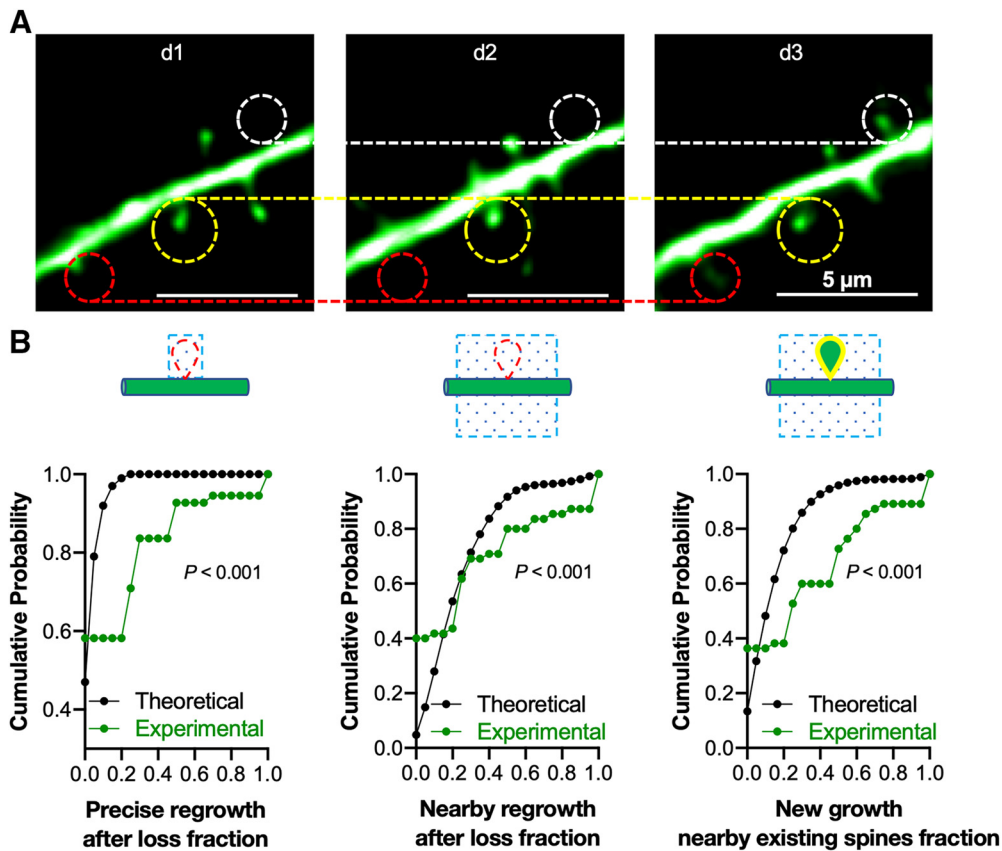 A
d1
d2
d3
5 µm
B
Cumulative Probability
1.0
0.8
0.6
0.4
P < 0.001
Theoretical
Experimental
0.0 0.2 0.4 0.6 0.8 1.0
Precise regrowth
after loss fraction
Cumulative Probability
1.0
0.8
0.6
0.4
0.2
0.0
P < 0.001
Theoretical
Experimental
0.0 0.2 0.4 0.6 0.8 1.0
Nearby regrowth
after loss fraction
Cumulative Probability
1.0
0.8
0.6
0.4
0.2
0.0
P < 0.001
Theoretical
Experimental
0.0 0.2 0.4 0.6 0.8 1.0
New growth
nearby existing spines fraction